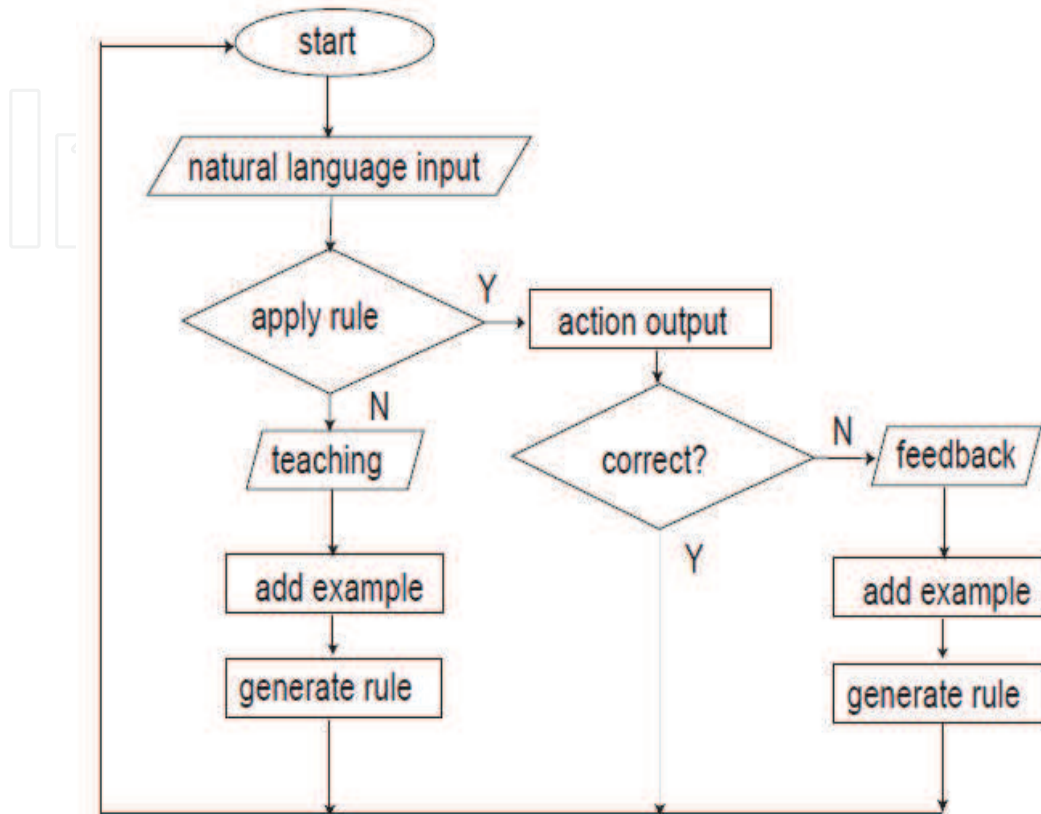 start
natural language input
apply rule
Y
action output
N
teaching
correct?
N
feedback
Y
add example
add example
generate rule
generate rule